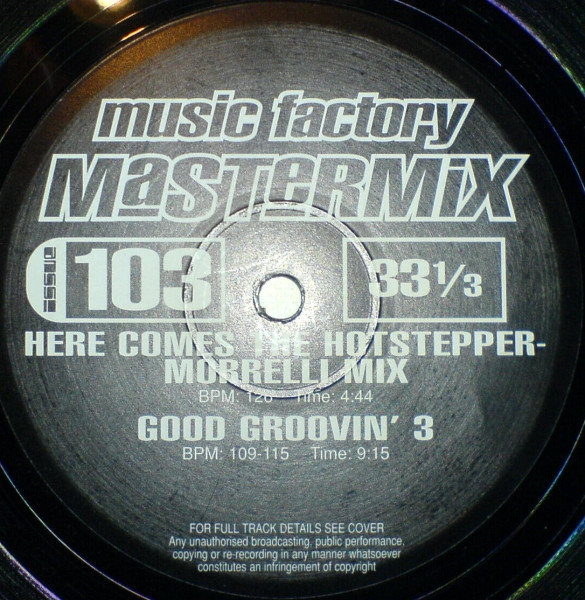 music factory
MaSTeRMiX
issue 103 33 1/3
HERE COMES THE HOTSTEPPER-
MORRELLI MIX
BPM: 126 Time: 4:44
GOOD GROOVIN' 3
BPM: 109-115 Time: 9:15
FOR FULL TRACK DETAILS SEE COVER
Any unauthorised broadcasting, public performance,
copying or re-recording in any manner whatsoever
constitutes an infringement of copyright